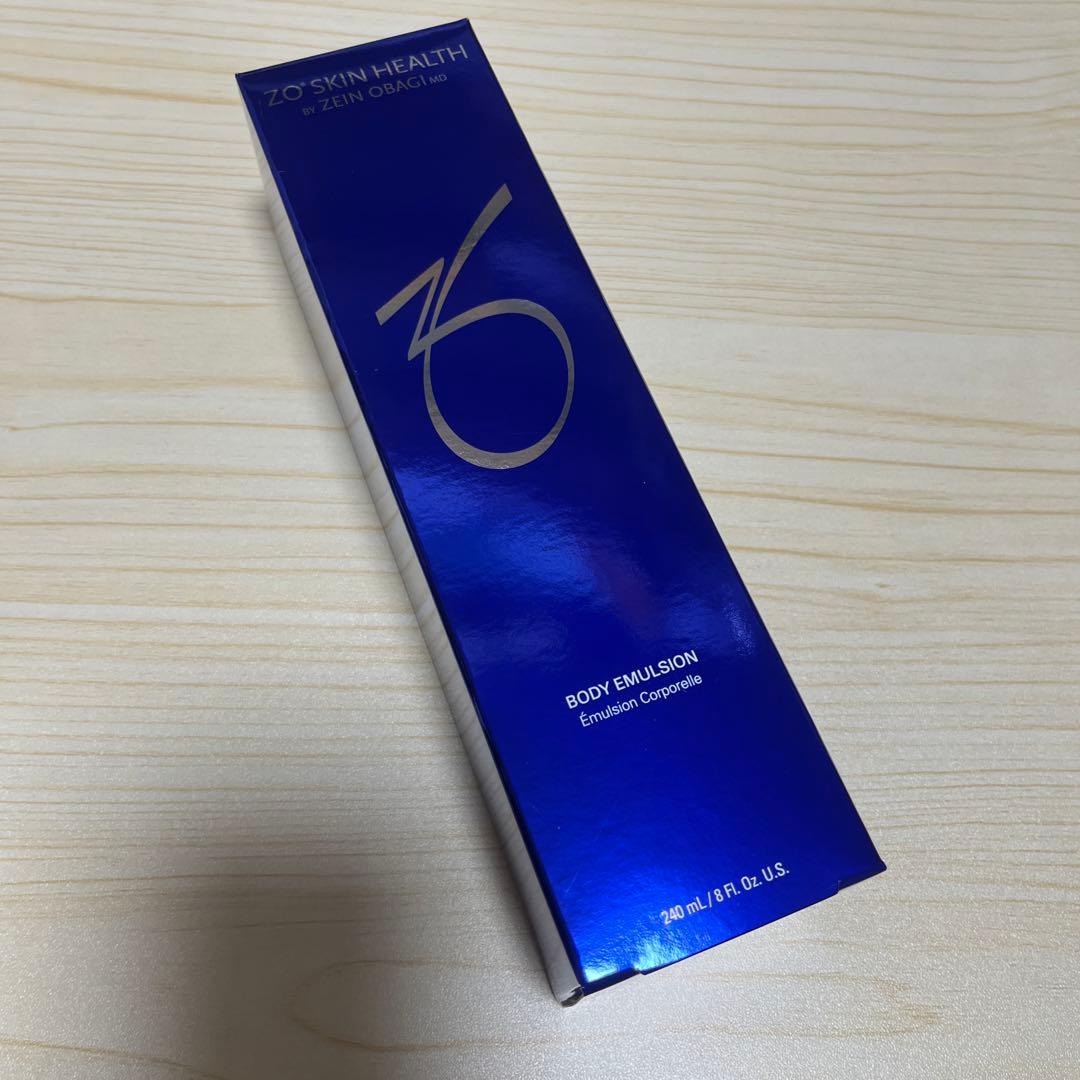 ZO® SKIN HEALTH
BY ZEIN OBAGI MD
ZO
BODY EMULSION
Émulsion Corporelle
240 mL / 8 Fl. Oz. U.S.